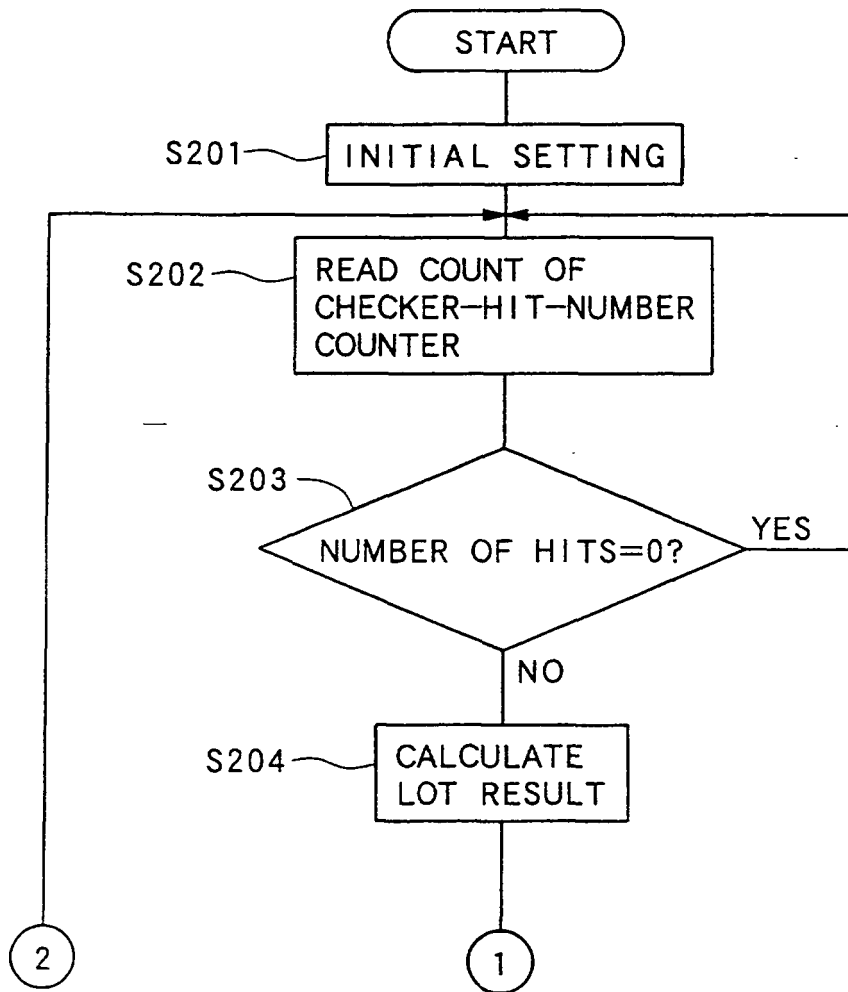 START
S201
INITIAL SETTING
S202
READ COUNT OF
CHECKER-HIT-NUMBER
COUNTER
S203
NUMBER OF HITS=0?
YES
NO
S204
CALCULATE
LOT RESULT
2
1